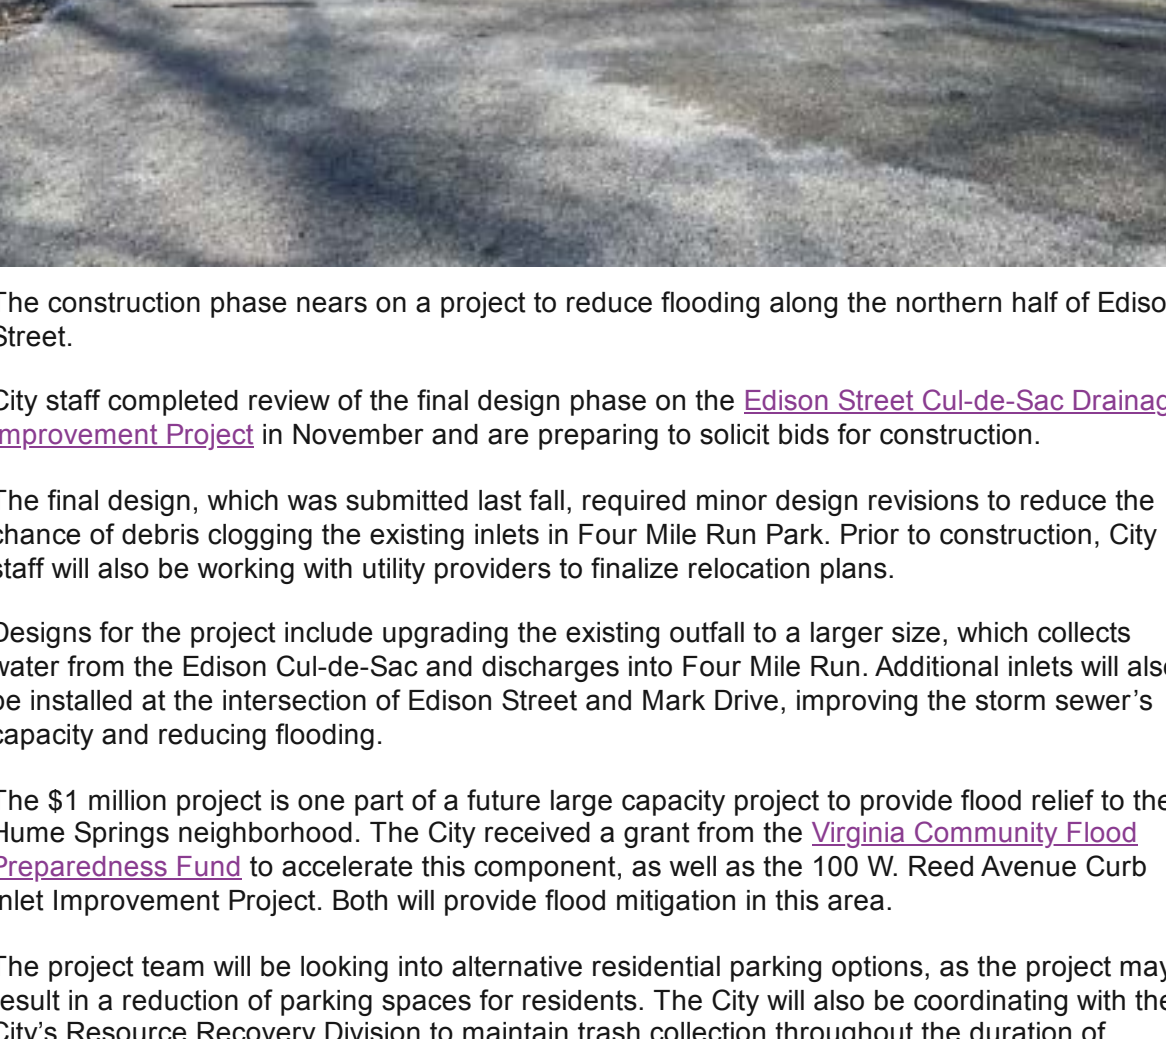 The construction phase nears on a project to reduce flooding along the northern half of Ediso
Street.
City staff completed review of the final design phase on the Edison Street Cul-de-Sac Drainag
Improvement Project in November and are preparing to solicit bids for construction.
The final design, which was submitted last fall, required minor design revisions to reduce the
chance of debris clogging the existing inlets in Four Mile Run Park. Prior to construction, City
staff will also be working with utility providers to finalize relocation plans.
Designs for the project include upgrading the existing outfall to a larger size, which collects
water from the Edison Cul-de-Sac and discharges into Four Mile Run. Additional inlets will also
be installed at the intersection of Edison Street and Mark Drive, improving the storm sewer’s
capacity and reducing flooding.
The $1 million project is one part of a future large capacity project to provide flood relief to the
Hume Springs neighborhood. The City received a grant from the Virginia Community Flood
Preparedness Fund to accelerate this component, as well as the 100 W. Reed Avenue Curb
Inlet Improvement Project. Both will provide flood mitigation in this area.
The project team will be looking into alternative residential parking options, as the project may
result in a reduction of parking spaces for residents. The City will also be coordinating with the
City’s Resource Recovery Division to maintain trash collection throughout the duration of